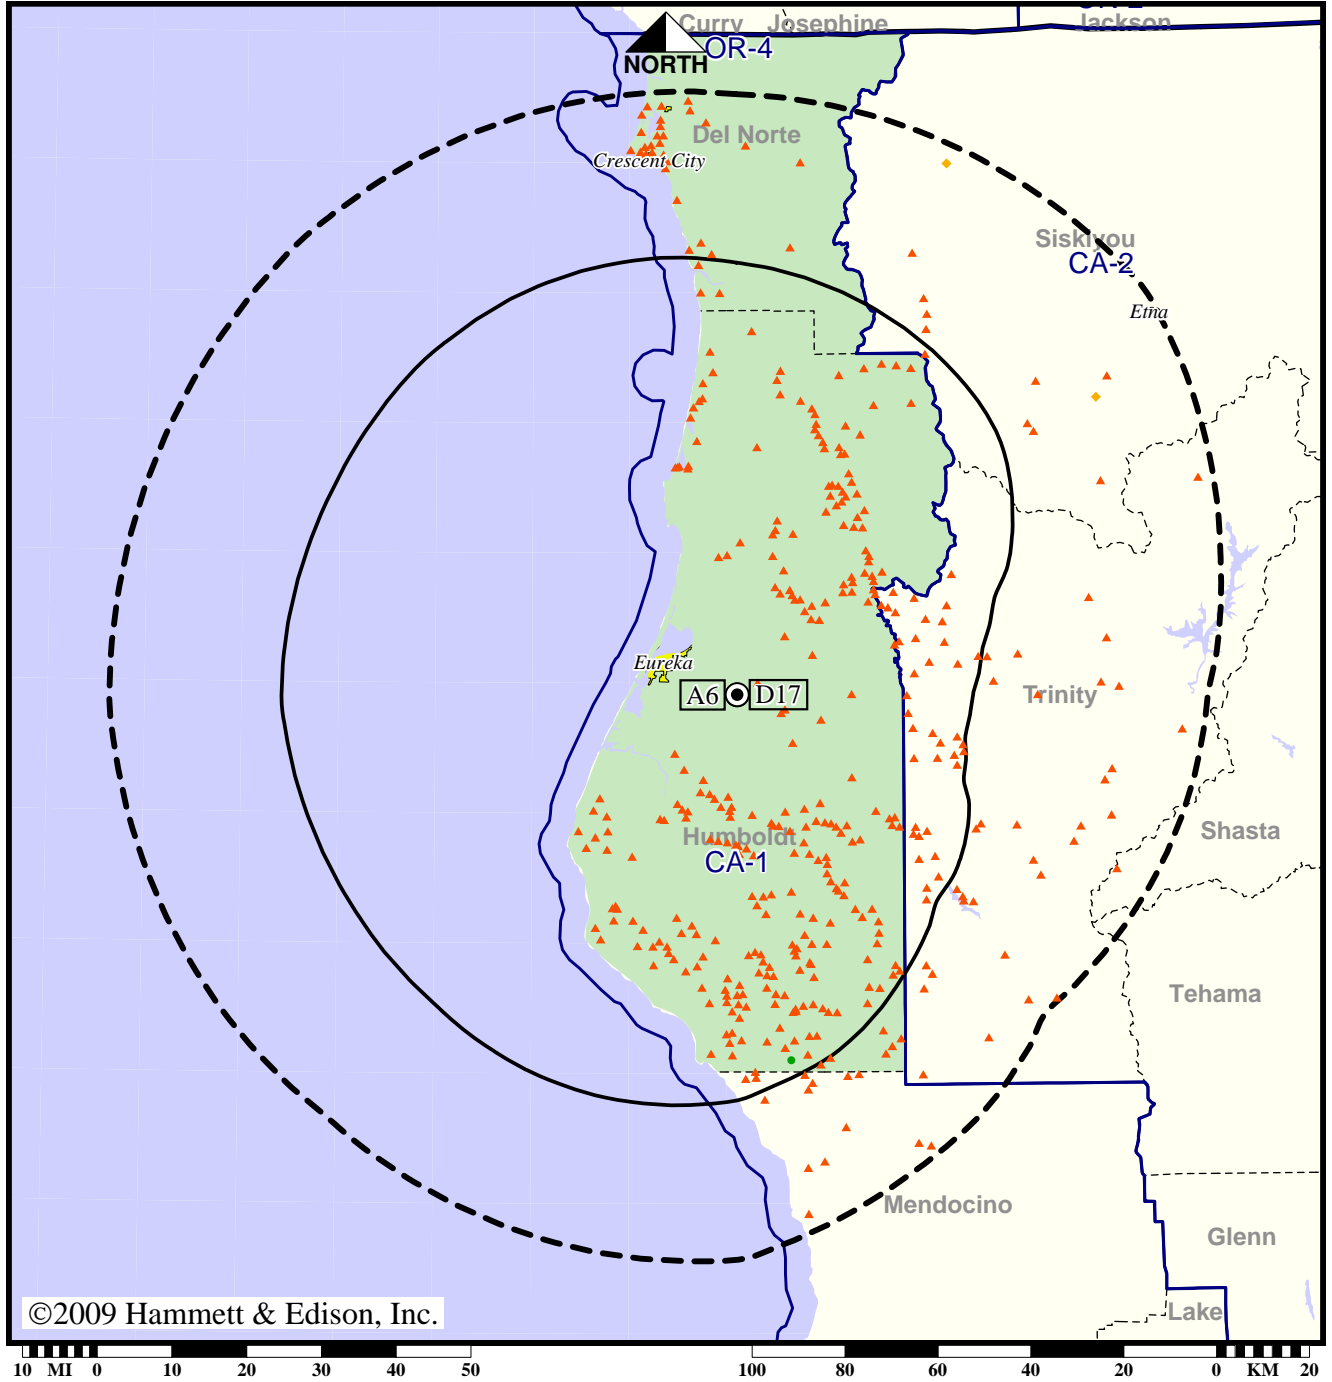 Curry Josephine Jackson
OR-4
NORTH
Del Norte
Crescent City
Siskiyou
CA-2
Etna
Eureka
A6 D17
Trinity
Humboldt
CA-1
Shasta
Tehama
Mendocino
Glenn
Lake
©2009 Hammett & Edison, Inc.
10 MI 0 10 20 30 40 50 100 80 60 40 20 0 KM 20